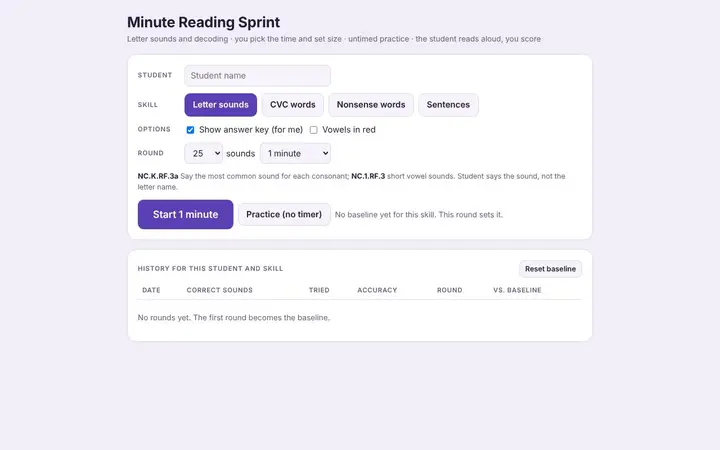 Minute Reading Sprint
Letter sounds and decoding · you pick the time and set size · untimed practice · the student reads aloud, you score
STUDENT Student name
SKILL Letter sounds CVC words Nonsense words Sentences
OPTIONS Show answer key (for me) Vowels in red
ROUND 25 sounds 1 minute
NC.K.RF.3a Say the most common sound for each consonant; NC.1.RF.3 short vowel sounds. Student says the sound, not the
letter name.
Start 1 minute Practice (no timer) No baseline yet for this skill. This round sets it.
HISTORY FOR THIS STUDENT AND SKILL Reset baseline
DATE CORRECT SOUNDS TRIED ACCURACY ROUND VS. BASELINE
No rounds yet. The first round becomes the baseline.